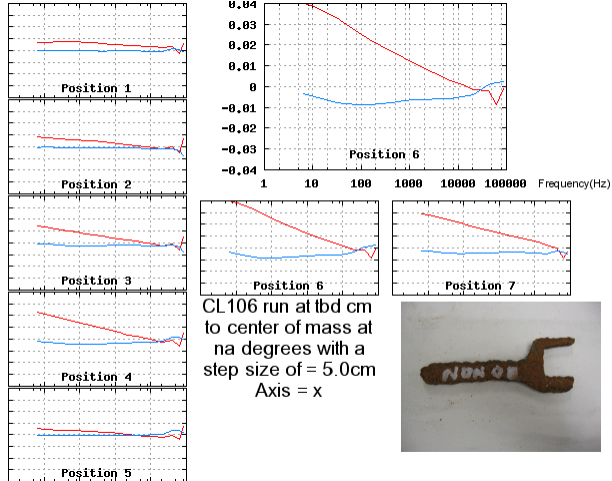 Position 1
Position 2
Position 3
Position 4
Position 5
0.04
0.03
0.02
0.01
0
-0.01
-0.02
-0.03
-0.04
Position 6
1 10 100 1000 10000 100000 Frequency(Hz)
Position 6
Position 7
CL106 run at tbd cm
to center of mass at
na degrees with a
step size of = 5.0cm
Axis = x